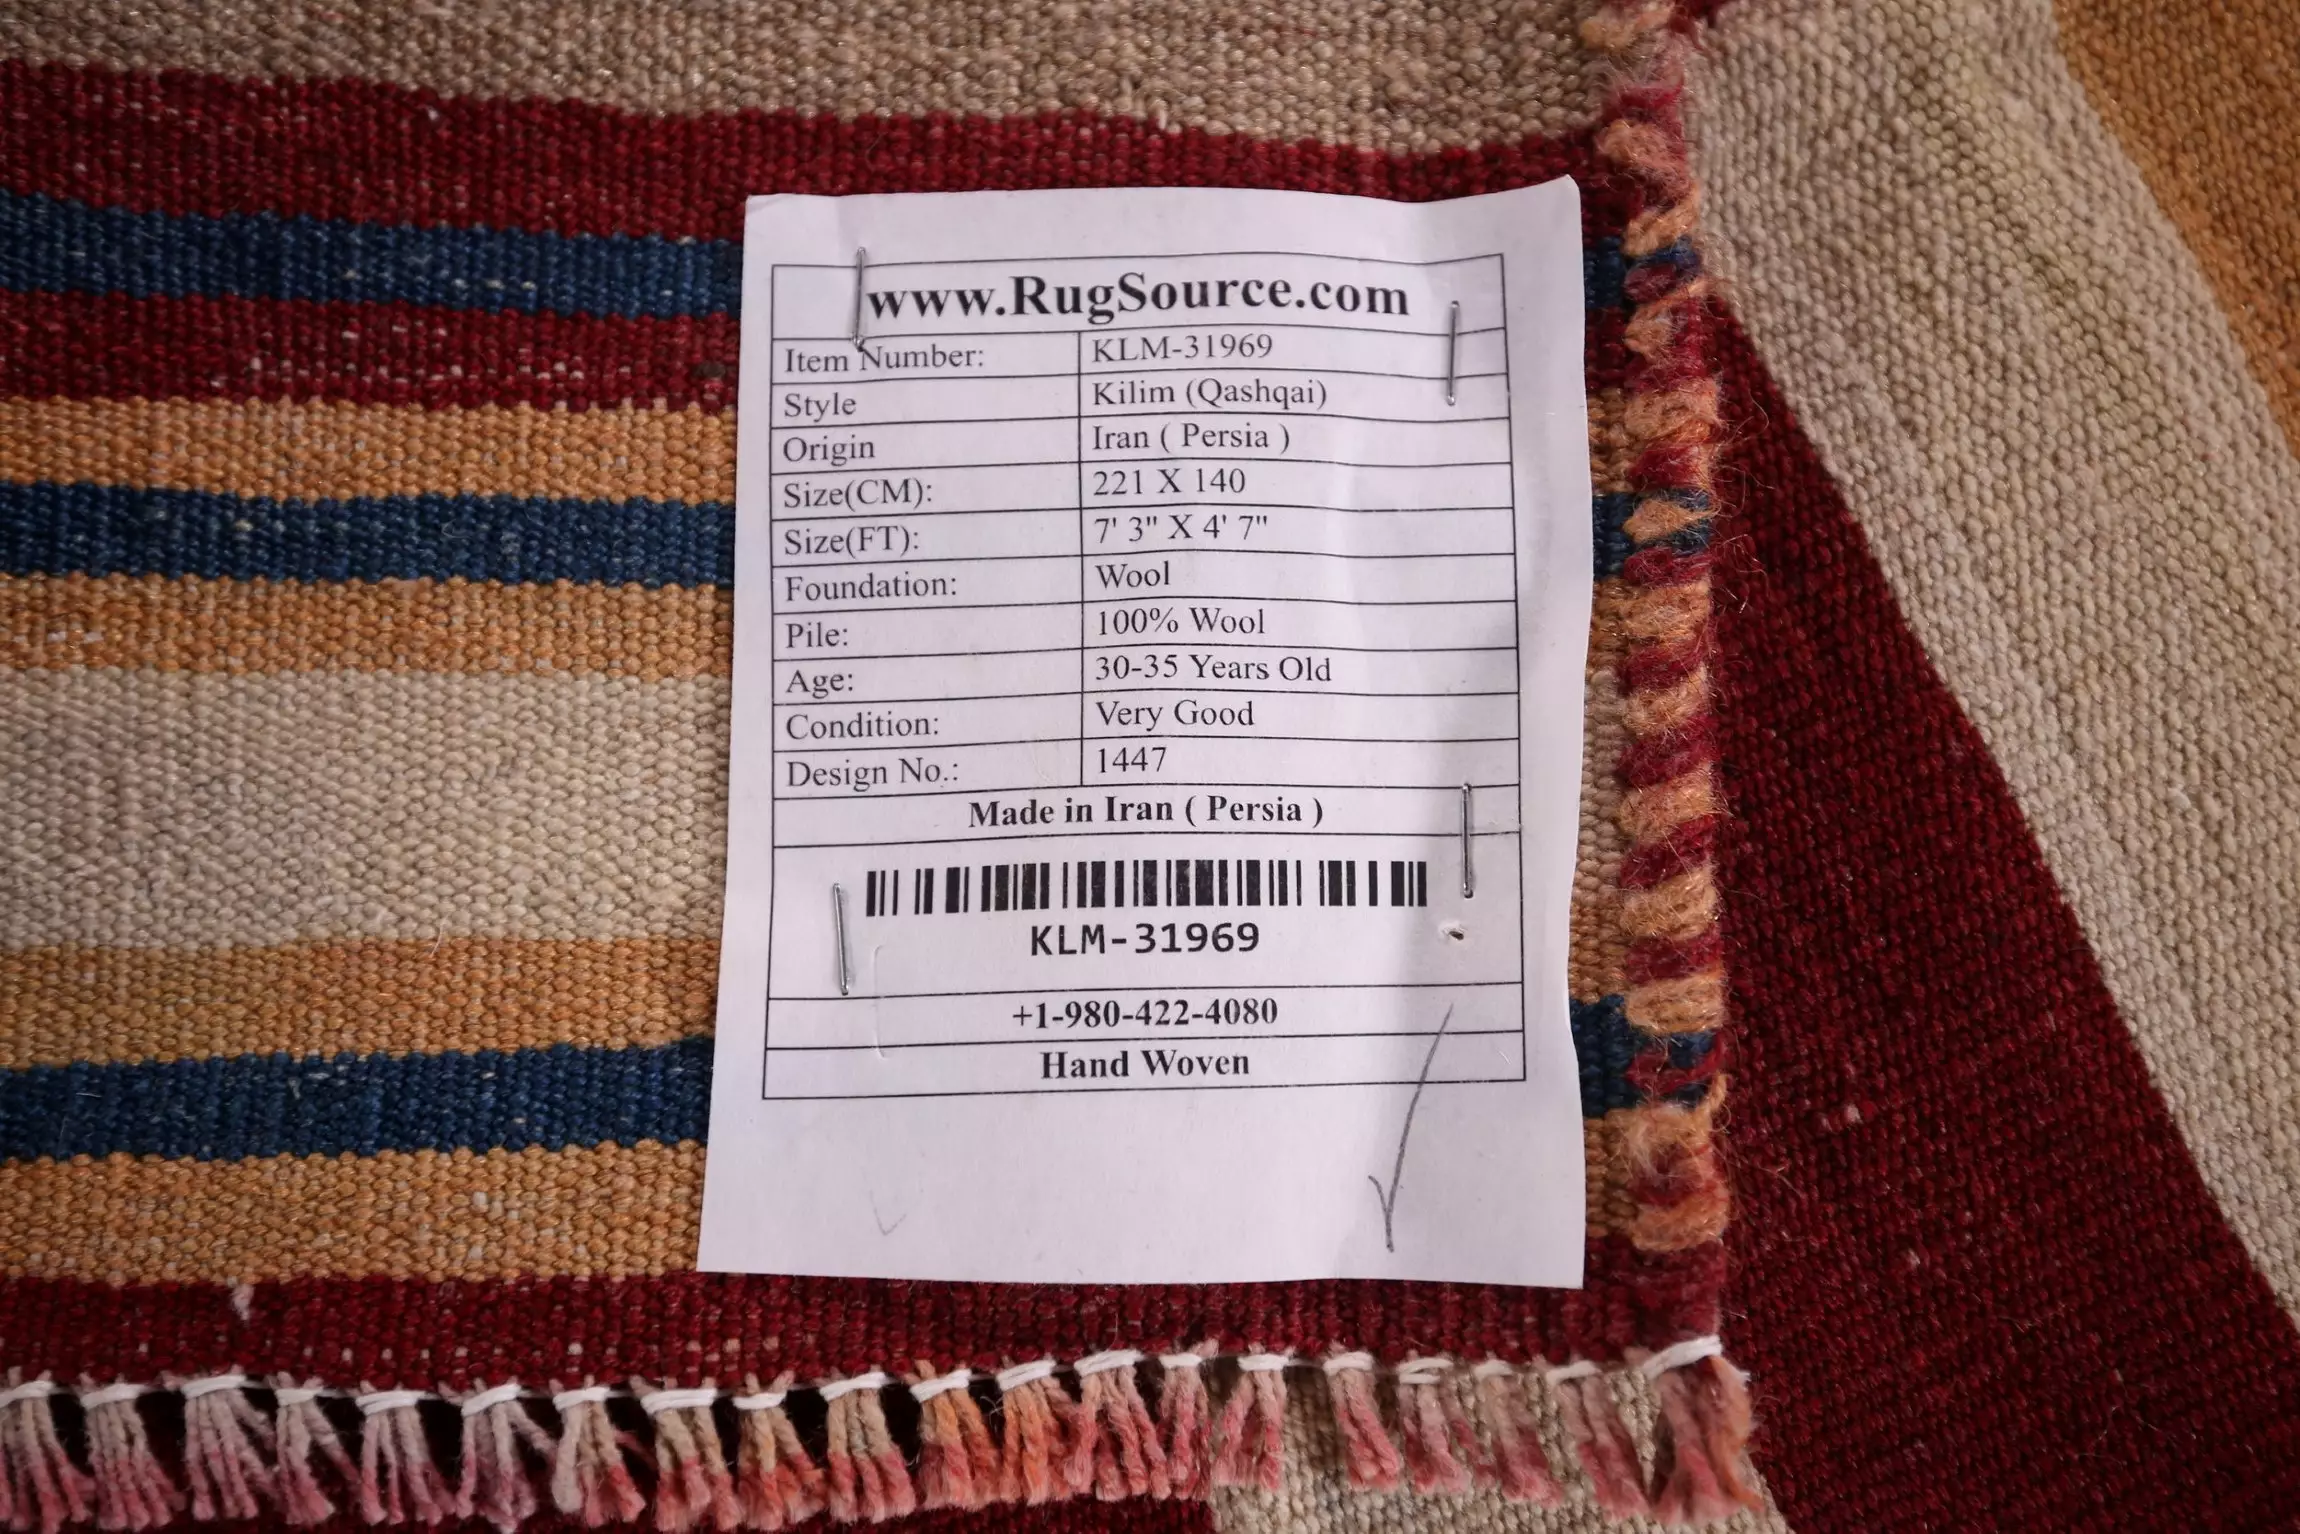 www.RugSource.com
Item Number: KLM-31969
Style Kilim (Qashqai)
Origin Iran ( Persia )
Size(CM): 221 X 140
Size(FT): 7' 3" X 4' 7"
Foundation: Wool
Pile: 100% Wool
Age: 30-35 Years Old
Condition: Very Good
Design No.: 1447
Made in Iran ( Persia )
KLM-31969
+1-980-422-4080
Hand Woven